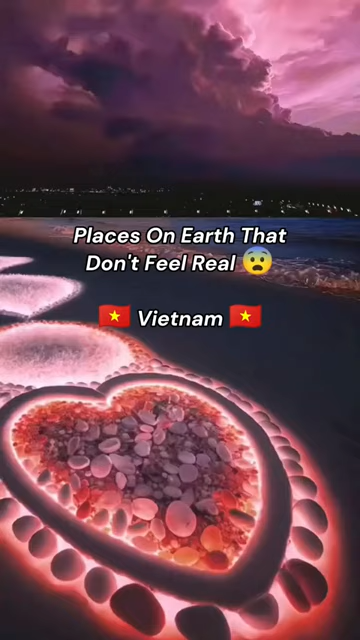 Places On Earth That
Don't Feel Real 😨
🇻🇳 Vietnam 🇻🇳